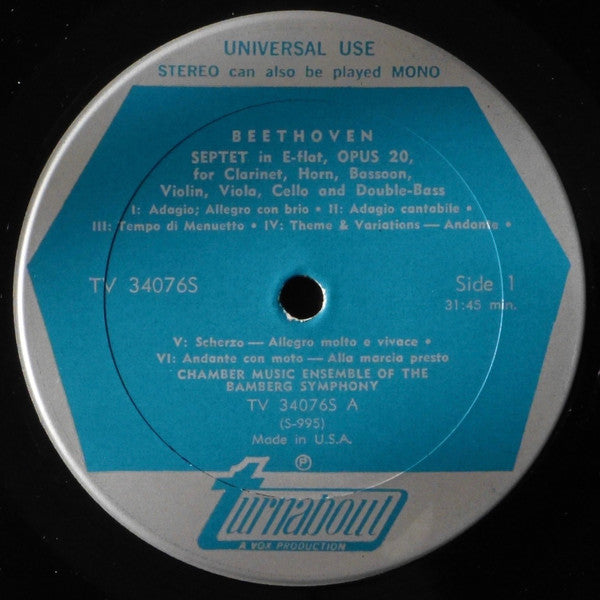 UNIVERSAL USE
STEREO can also be played MONO
BEETHOVEN
SEPTET in E-flat, OPUS 20,
for Clarinet, Horn, Bassoon,
Violin, Viola, Cello and Double-Bass
I: Adagio; Allegro con brio • II: Adagio cantabile •
III: Tempo di Menuetto • IV: Theme & Variations — Andante •
TV 34076S
Side 1
31:45 min.
V: Scherzo — Allegro molto e vivace •
VI: Andante con moto — Alla marcia presto
CHAMBER MUSIC ENSEMBLE OF THE
BAMBERG SYMPHONY
TV 34076S A
(S-995)
Made in U.S.A.
℗
turnabout
A VOX PRODUCTION